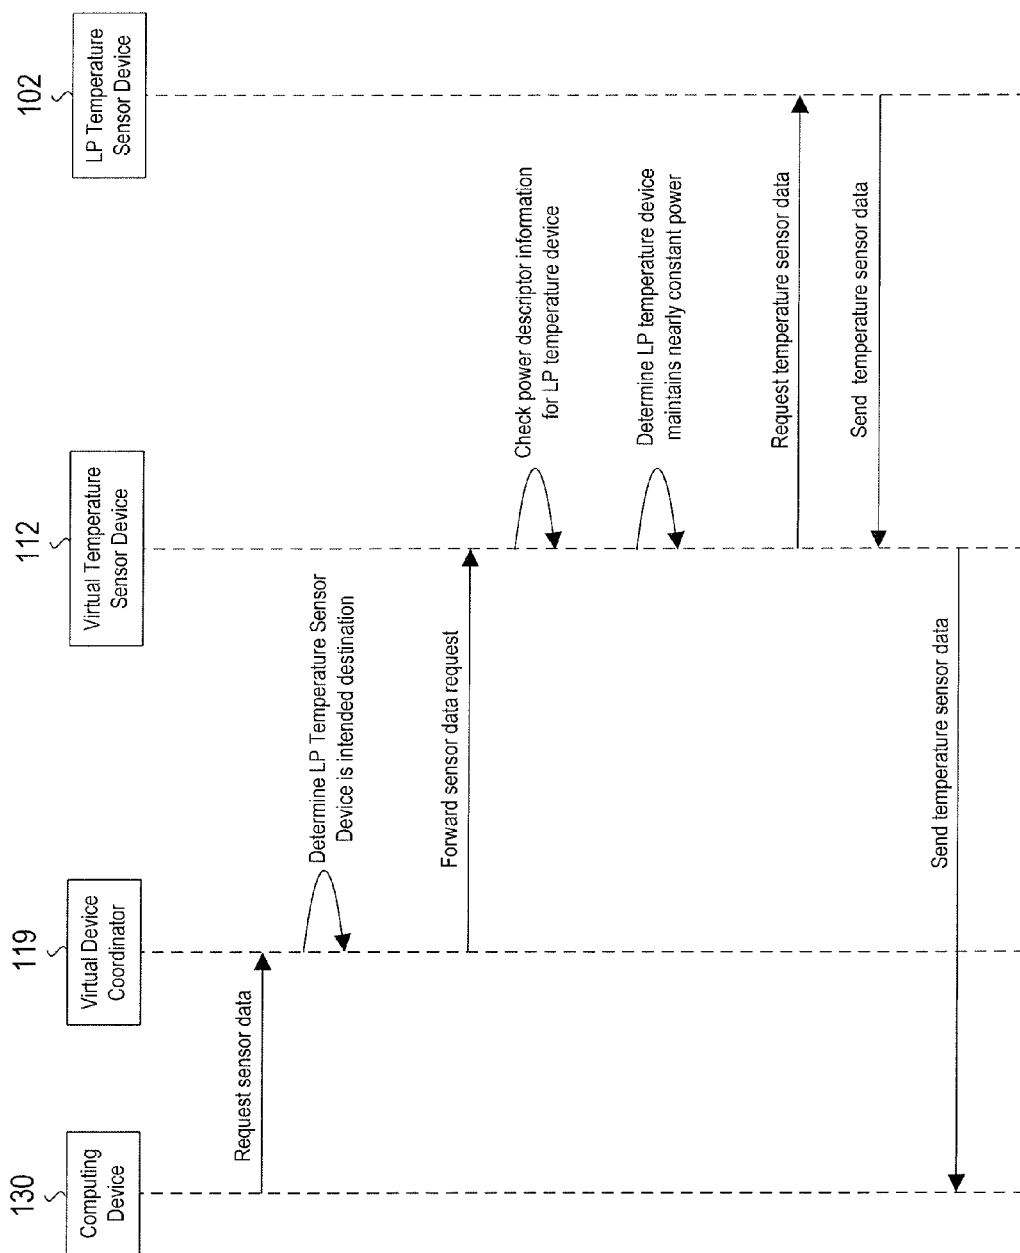 130
Computing
Device
119
Virtual Device
Coordinator
112
Virtual Temperature
Sensor Device
102
LP Temperature
Sensor Device
Request sensor data
Determine LP Temperature Sensor
Device is intended destination
Forward sensor data request
Check power descriptor information
for LP temperature device
Determine LP temperature device
maintains nearly constant power
Request temperature sensor data
Send temperature sensor data
Send temperature sensor data